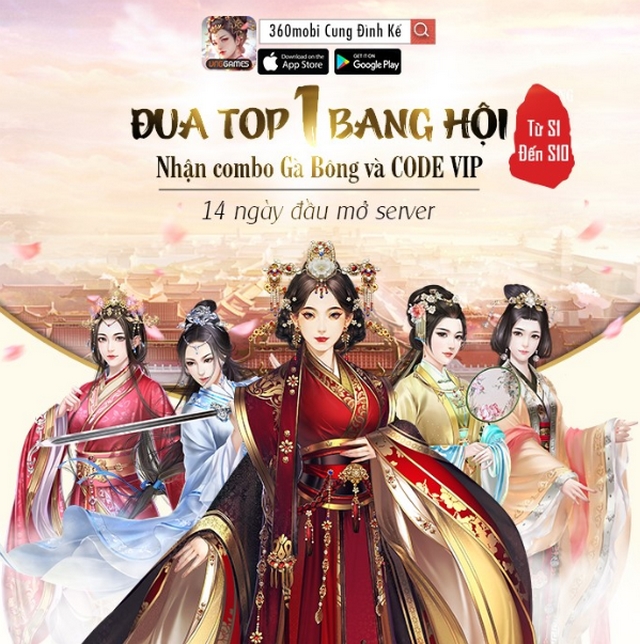 360mobi Cung Đình Kế
UNOGAMES
Download on the
App Store
GET IT ON
Google Play
ĐUA TOP 1 BANG HỘI
Từ S1
Đến S10
Nhận combo Gà Bông và CODE VIP
14 ngày đầu mở server